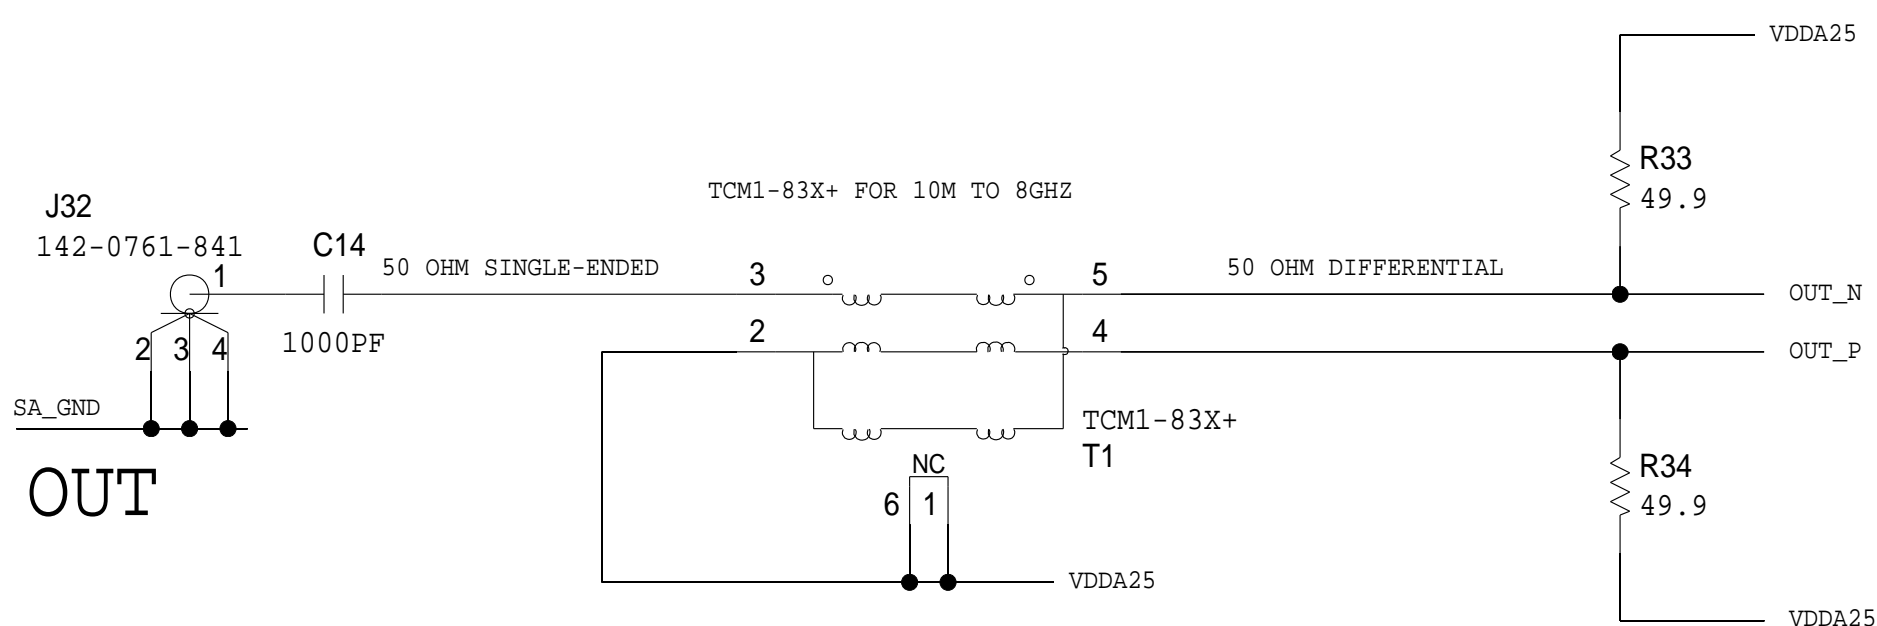 VDDA25
R33
49.9
TCM1-83X+ FOR 10M TO 8GHZ
J32
142-0761-841
1
C14
50 OHM SINGLE-ENDED
3
5
50 OHM DIFFERENTIAL
OUT_N
1000PF
2
4
OUT_P
2 3 4
SA_GND
OUT
TCM1-83X+
T1
NC
6 1
R34
49.9
VDDA25
VDDA25